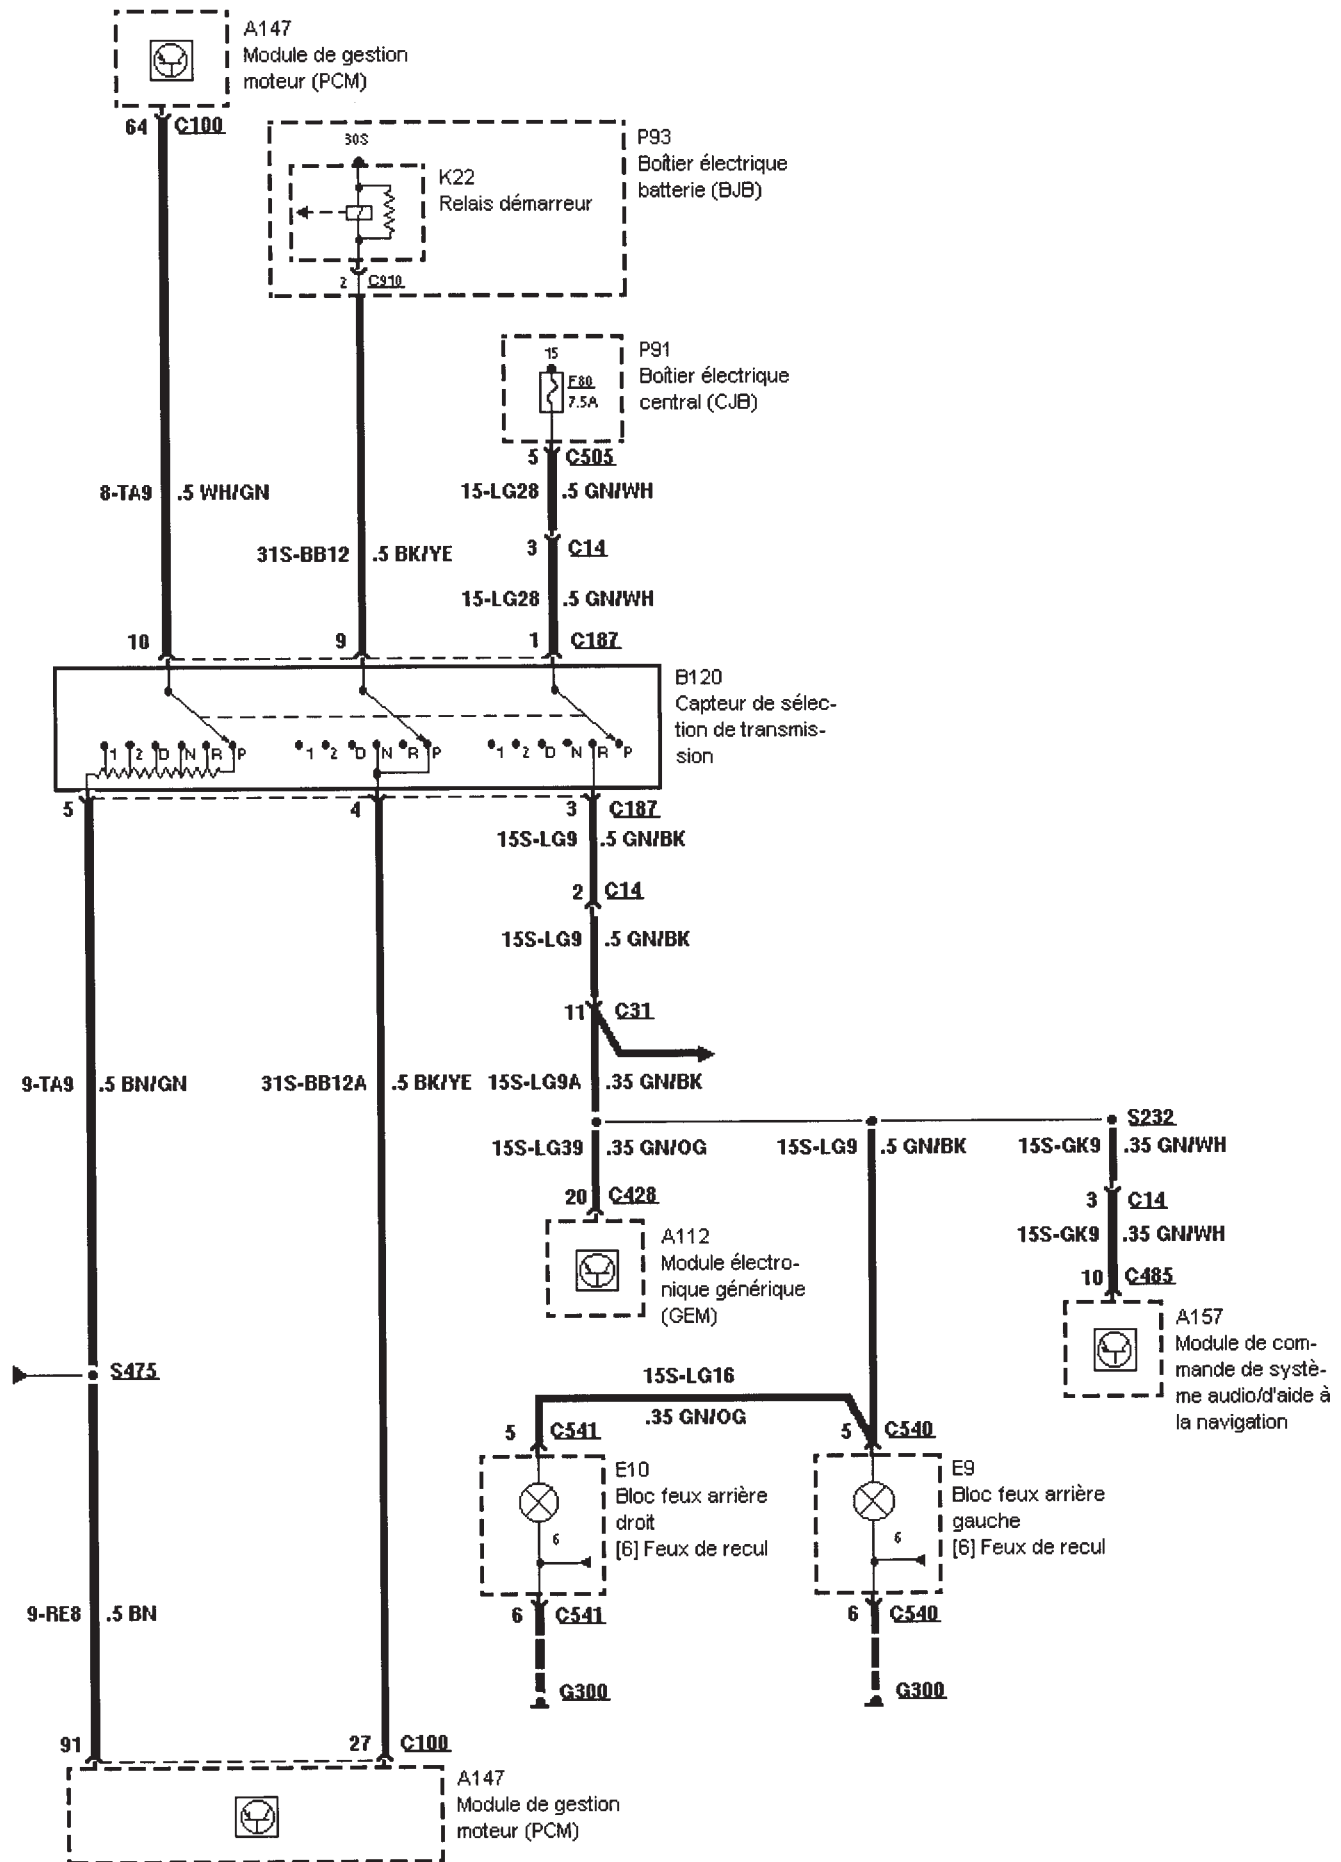 A147
Module de gestion
moteur (PCM)
64 C100
30S
P93
Boîtier électrique
batterie (BJB)
K22
Relais démarreur
2 C910
15
F80
7.5A
P91
Boîtier électrique
central (CJB)
5 C505
8-TA9 .5 WH/GN
15-LG28 .5 GN/WH
31S-BB12 .5 BK/YE
3 C14
15-LG28 .5 GN/WH
10 9 1 C187
B120
Capteur de sélec-
tion de transmis-
sion
1 2 D N R P 1 2 D N R P 1 2 D N R P
5 4 3 C187
15S-LG9 .5 GN/BK
2 C14
15S-LG9 .5 GN/BK
11 C31
9-TA9 .5 BN/GN 31S-BB12A .5 BK/YE 15S-LG9A .35 GN/BK
S232
15S-LG39 .35 GN/OG 15S-LG9 .5 GN/BK 15S-GK9 .35 GN/WH
20 C428
3 C14
15S-GK9 .35 GN/WH
A112
Module électro-
nique générique
(GEM)
10 C485
A157
Module de com-
mande de systè-
me audio/d'aide à
la navigation
S475
15S-LG16
.35 GN/OG
5 C541
5 C540
E10
Bloc feux arrière
droit
[6] Feux de recul
6
E9
Bloc feux arrière
gauche
[6] Feux de recul
6
6 C541
6 C540
9-RE8 .5 BN
G300
G300
91 27 C100
A147
Module de gestion
moteur (PCM)